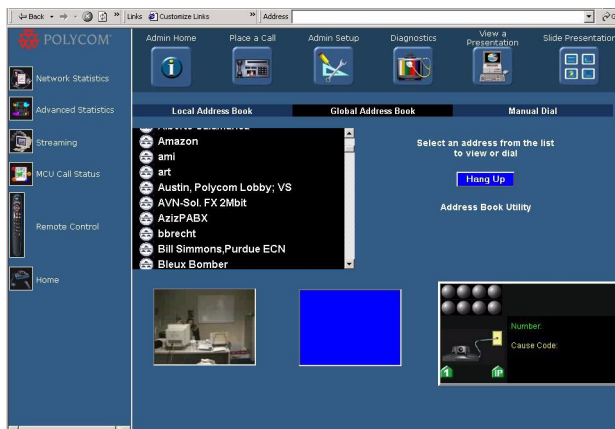 Back
Links
Customize Links
Address
Go
POLYCOM
Admin Home
Place a Call
Admin Setup
Diagnostics
View a
Presentation
Slide Presentation
Network Statistics
Advanced Statistics
Streaming
MCU Call Status
Remote Control
Home
Local Address Book
Global Address Book
Manual Dial
Amazon
ami
art
Austin, Polycom Lobby; VS
AVN-Sol. FX 2Mbit
AzizPABX
bbrecht
Bill Simmons,Purdue ECN
Bleux Bomber
Select an address from the list
to view or dial
Hang Up
Address Book Utility
Number:
Cause Code:
1
IP